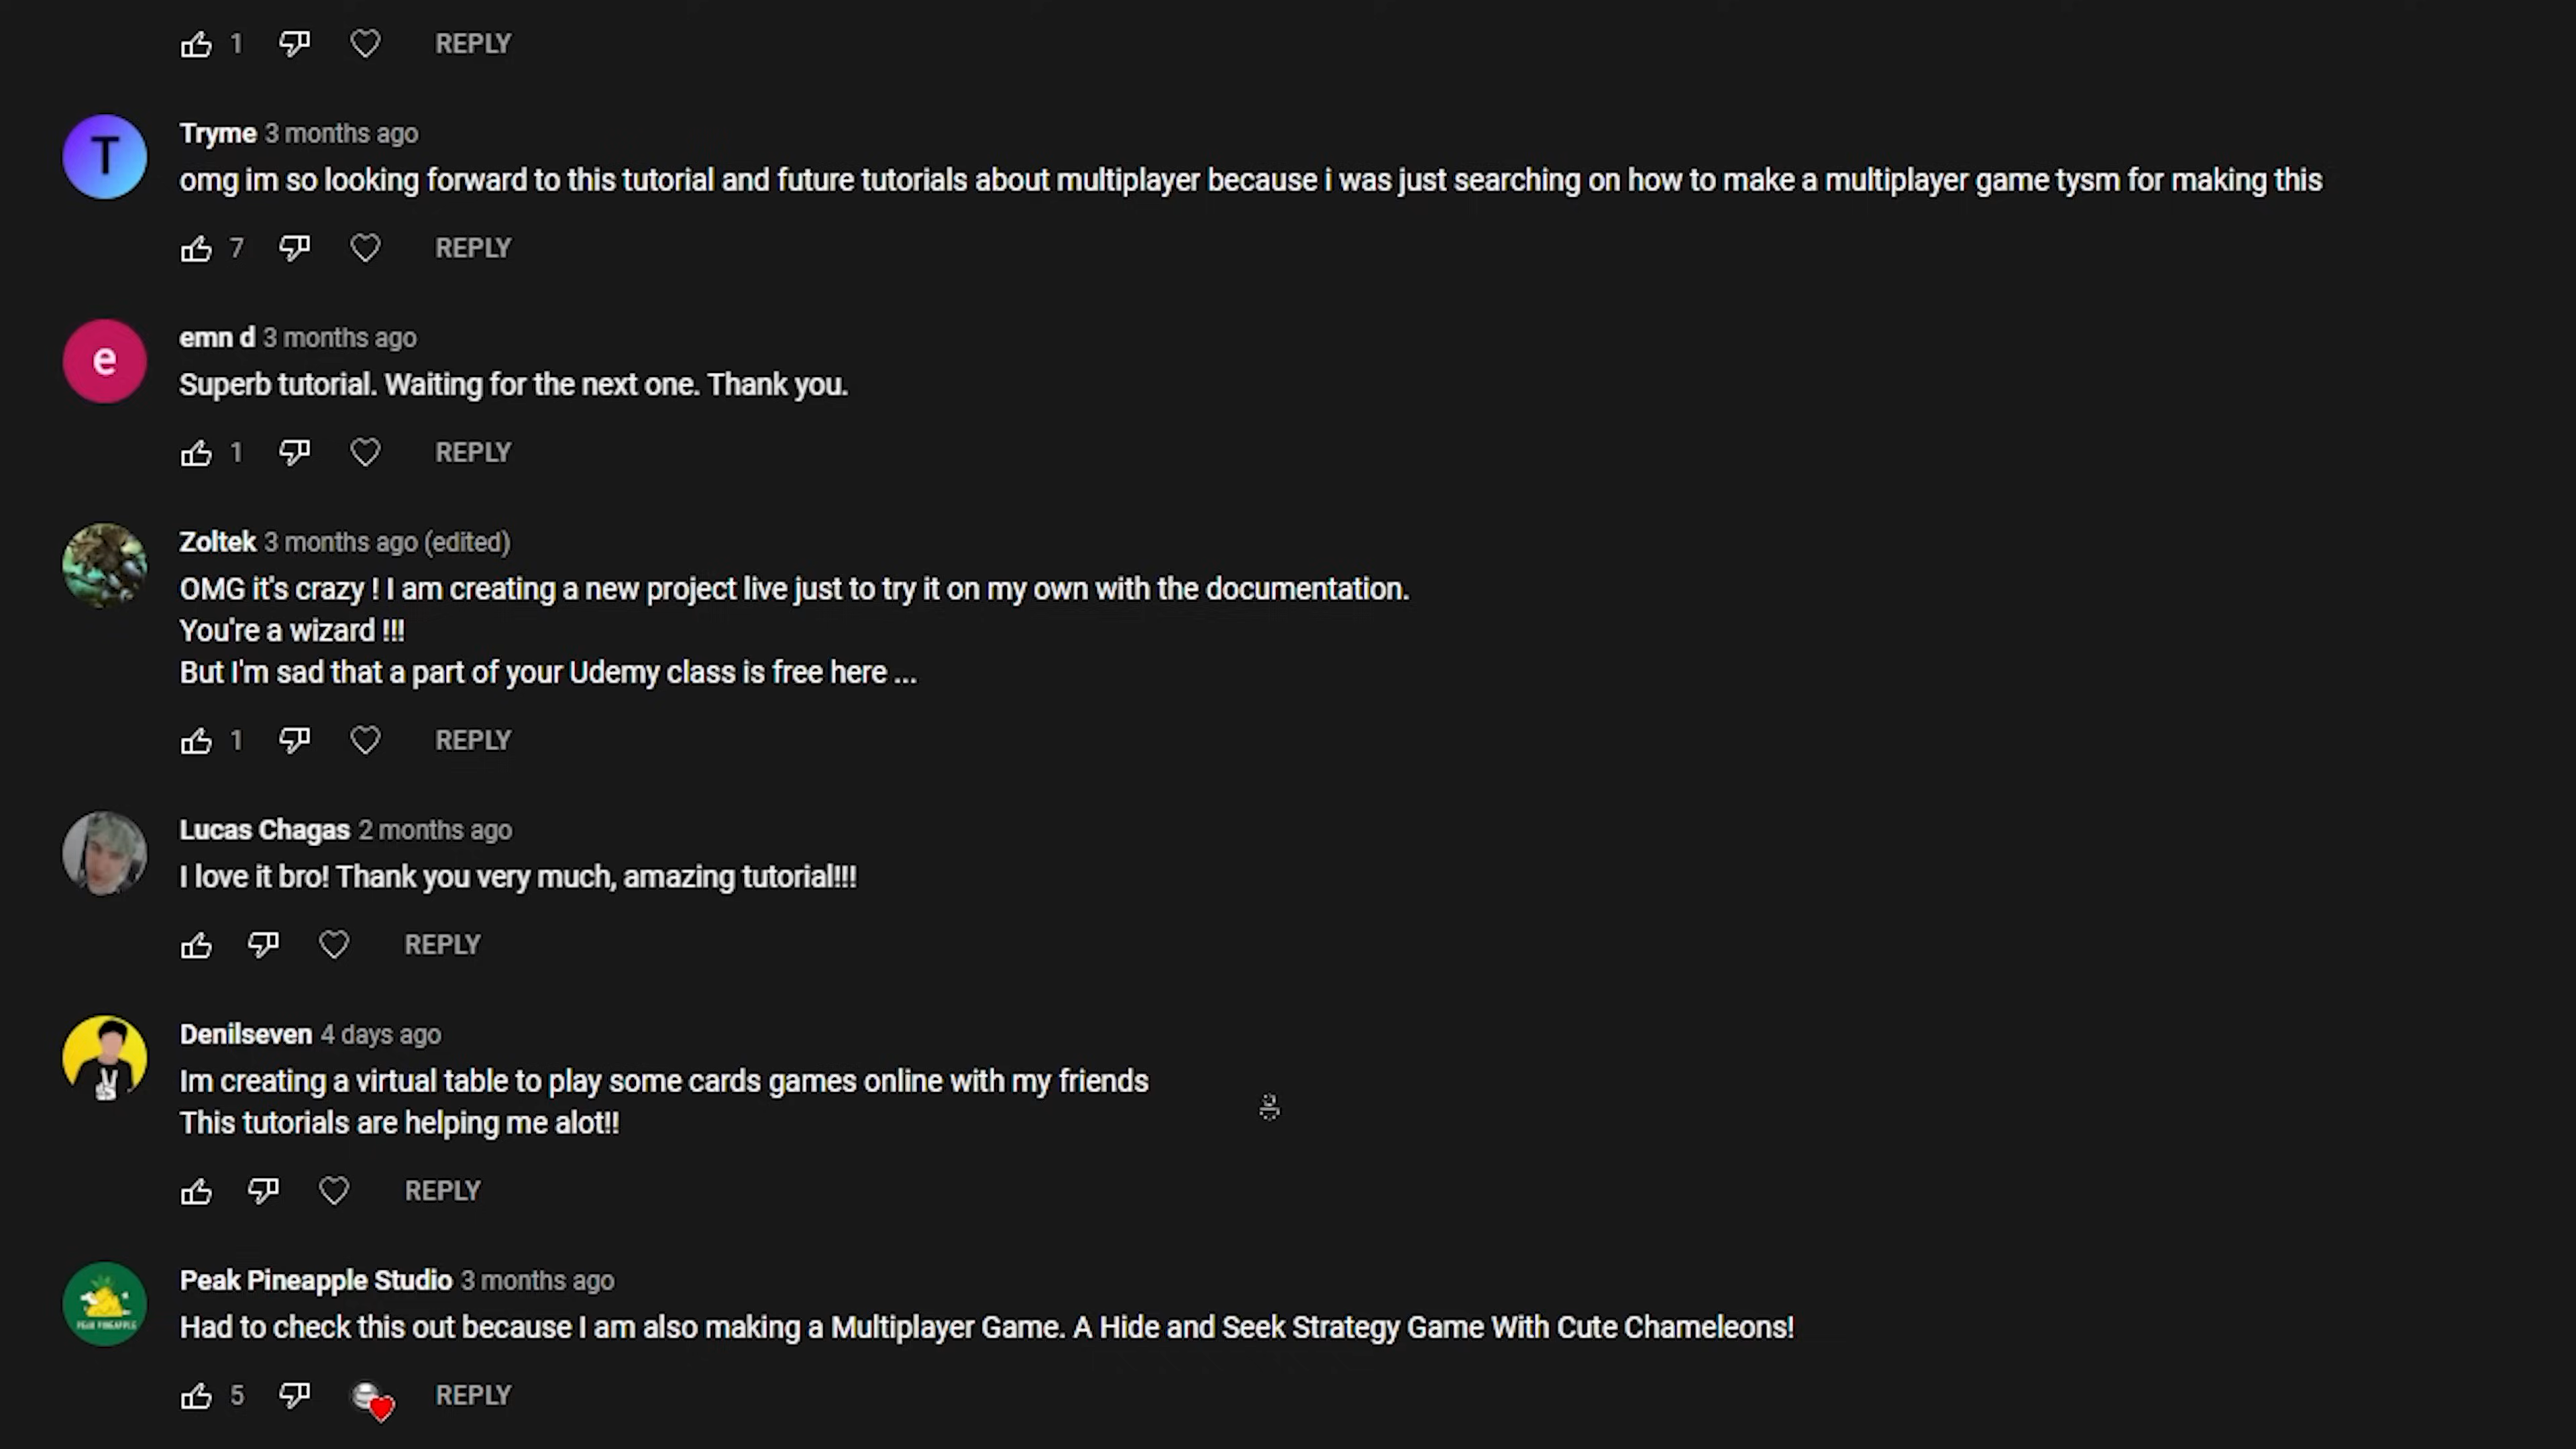 1 REPLY
T
Tryme 3 months ago
omg im so looking forward to this tutorial and future tutorials about multiplayer because i was just searching on how to make a multiplayer game tysm for making this
7 REPLY
e
emn d 3 months ago
Superb tutorial. Waiting for the next one. Thank you.
1 REPLY
Zoltek 3 months ago (edited)
OMG it's crazy ! I am creating a new project live just to try it on my own with the documentation.
You're a wizard !!!
But I'm sad that a part of your Udemy class is free here ...
1 REPLY
Lucas Chagas 2 months ago
I love it bro! Thank you very much, amazing tutorial!!!
REPLY
Denilseven 4 days ago
Im creating a virtual table to play some cards games online with my friends
This tutorials are helping me alot!!
REPLY
Peak Pineapple Studio 3 months ago
Had to check this out because I am also making a Multiplayer Game. A Hide and Seek Strategy Game With Cute Chameleons!
PEAK PINEAPPLE
5 REPLY